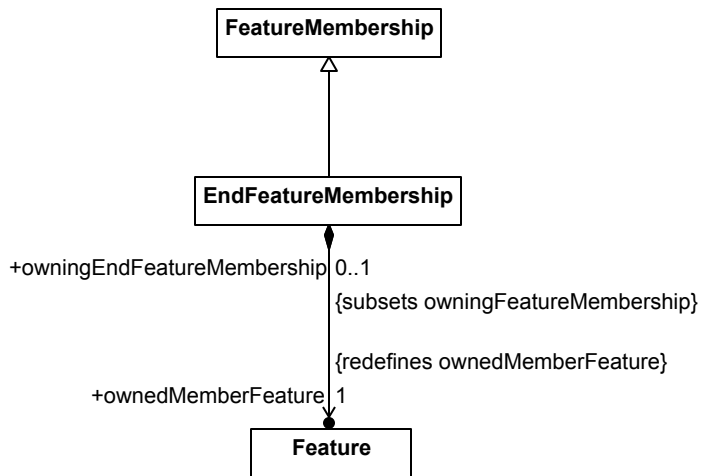 FeatureMembership
EndFeatureMembership
+owningEndFeatureMembership 0..1
{subsets owningFeatureMembership}
{redefines ownedMemberFeature}
+ownedMemberFeature 1
Feature